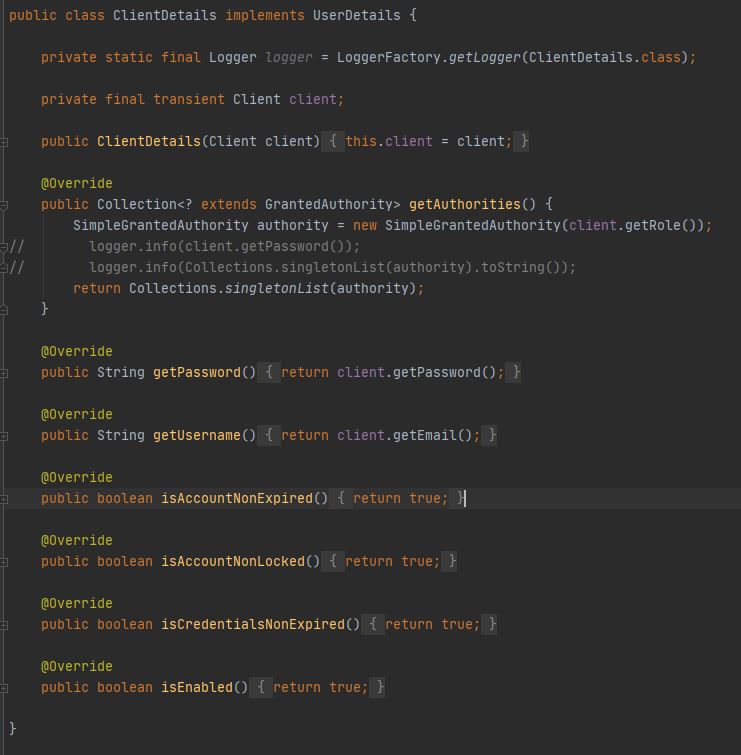 public class ClientDetails implements UserDetails {
private static final Logger logger = LoggerFactory.getLogger(ClientDetails.class);
private final transient Client client;
public ClientDetails(Client client) { this.client = client; }
@Override
public Collection<? extends GrantedAuthority> getAuthorities() {
SimpleGrantedAuthority authority = new SimpleGrantedAuthority(client.getRole());
// logger.info(client.getPassword());
// logger.info(Collections.singletonList(authority).toString());
return Collections.singletonList(authority);
}
@Override
public String getPassword() { return client.getPassword(); }
@Override
public String getUsername() { return client.getEmail(); }
@Override
public boolean isAccountNonExpired() { return true; }
@Override
public boolean isAccountNonLocked() { return true; }
@Override
public boolean isCredentialsNonExpired() { return true; }
@Override
public boolean isEnabled() { return true; }
}